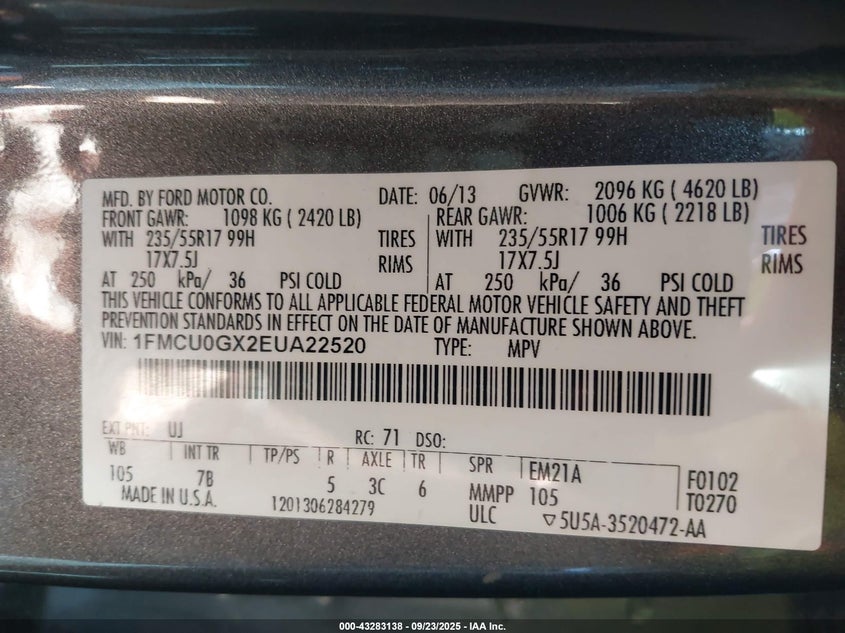 MFD. BY FORD MOTOR CO. DATE: 06/13 GVWR: 2096 KG ( 4620 LB)
FRONT GAWR: 1098 KG ( 2420 LB) REAR GAWR: 1006 KG ( 2218 LB)
WITH 235/55R17 99H TIRES WITH 235/55R17 99H TIRES
17X7.5J RIMS 17X7.5J RIMS
AT 250 kPa/ 36 PSI COLD AT 250 kPa/ 36 PSI COLD
THIS VEHICLE CONFORMS TO ALL APPLICABLE FEDERAL MOTOR VEHICLE SAFETY AND THEFT
PREVENTION STANDARDS IN EFFECT ON THE DATE OF MANUFACTURE SHOWN ABOVE.
VIN: 1FMCU0GX2EUA22520 TYPE: MPV
EXT PNT: UJ RC: 71 DSO:
WB INT TR TP/PS R AXLE TR SPR EM21A F0102
105 7B 5 3C 6 MMPP 105 T0270
MADE IN U.S.A. 1201306284279 ULC ▽5U5A-3520472-AA
000-43283138 - 09/23/2025 - IAA Inc.